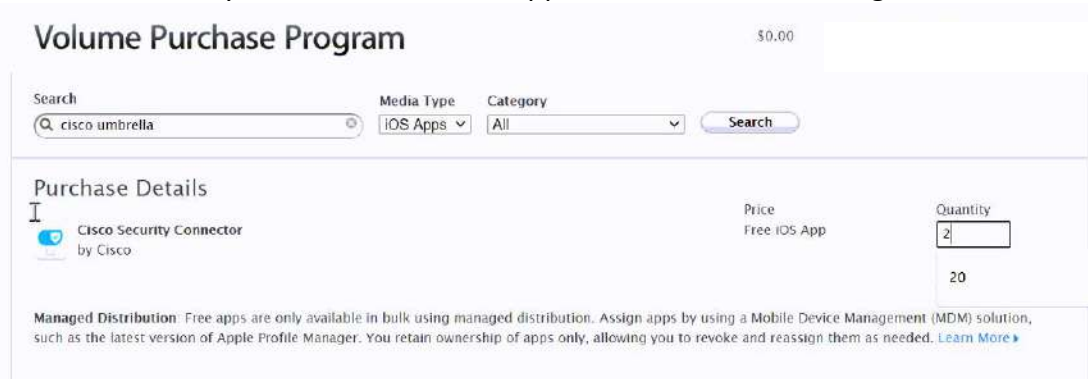 Volume Purchase Program
$0.00
Search
Media Type
Category
cisco umbrella
iOS Apps
All
Search
Purchase Details
Price
Quantity
Cisco Security Connector
Free iOS App
2
by Cisco
20
Managed Distribution: Free apps are only available in bulk using managed distribution. Assign apps by using a Mobile Device Management (MDM) solution,
such as the latest version of Apple Profile Manager. You retain ownership of apps only, allowing you to revoke and reassign them as needed. Learn More